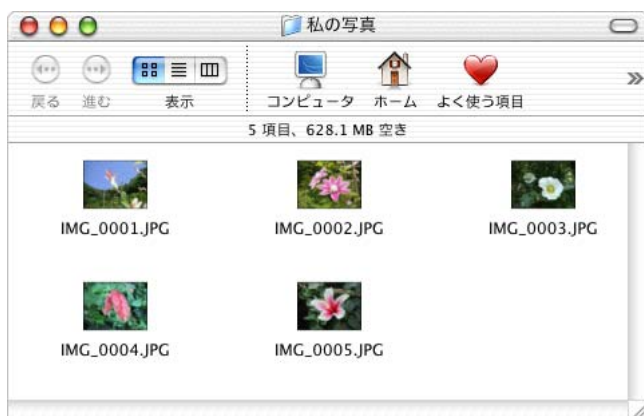 私の写真
戻る 進む 表示 コンピュータ ホーム よく使う項目
5 項目、628.1 MB 空き
IMG_0001.JPG IMG_0002.JPG IMG_0003.JPG
IMG_0004.JPG IMG_0005.JPG